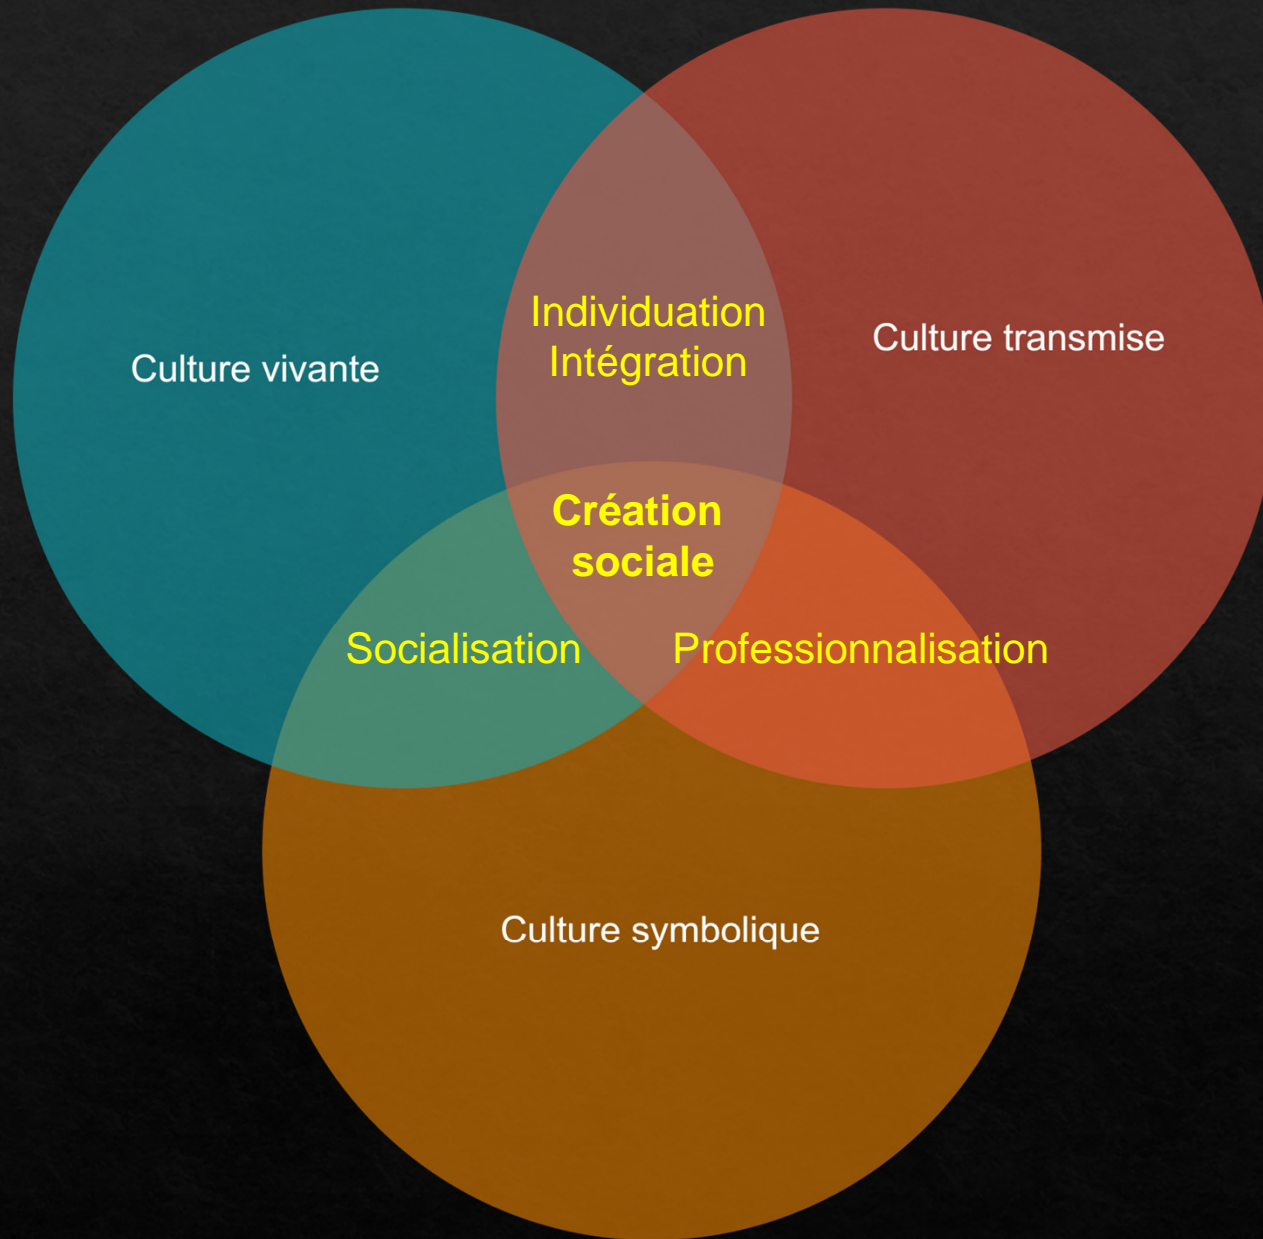 Individuation
Intégration
Culture transmise
Culture vivante
Création
sociale
Socialisation
Professionnalisation
Culture symbolique